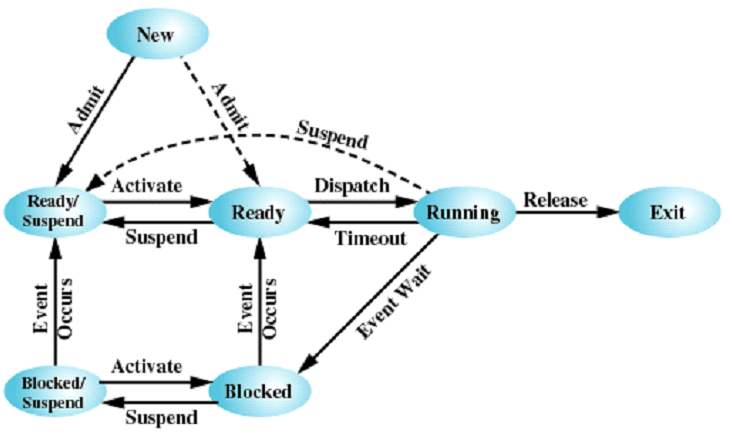 New
Admit
Admit
Suspend
Ready/
Suspend
Activate
Suspend
Ready
Dispatch
Timeout
Running
Release
Exit
Event
Occurs
Event
Occurs
Event Wait
Blocked/
Suspend
Activate
Suspend
Blocked